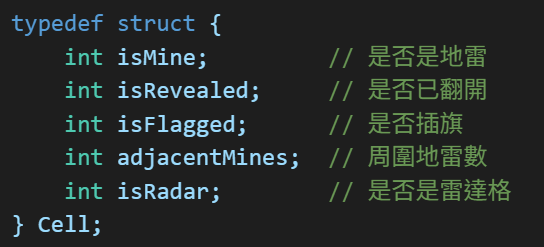 typedef struct {
    int isMine;          // 是否是地雷
    int isRevealed;      // 是否已翻開
    int isFlagged;       // 是否插旗
    int adjacentMines;   // 周圍地雷數
    int isRadar;         // 是否是雷達格
} Cell;